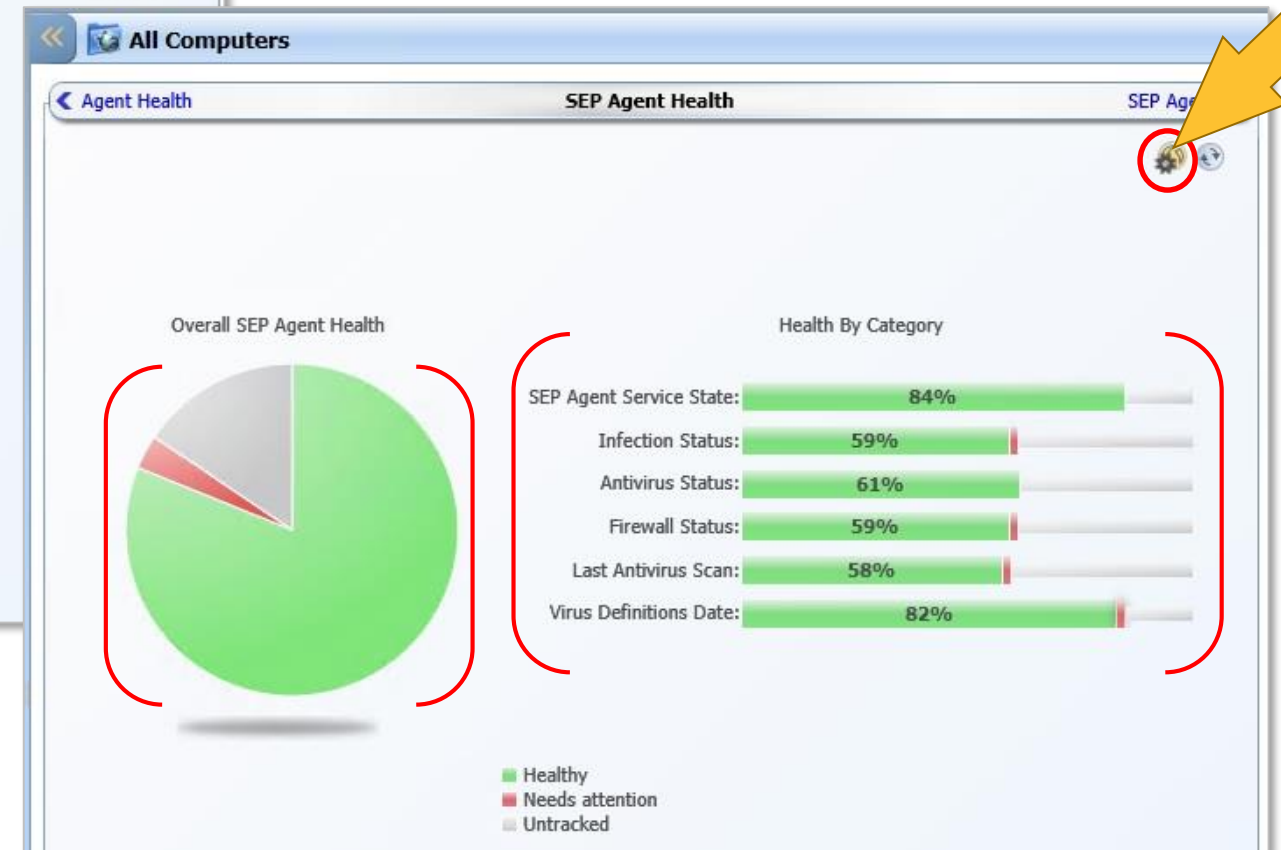 All Computers
Agent Health
SEP Agent Health
SEP Age
Overall SEP Agent Health
Health By Category
SEP Agent Service State: 84%
Infection Status: 59%
Antivirus Status: 61%
Firewall Status: 59%
Last Antivirus Scan: 58%
Virus Definitions Date: 82%
Healthy
Needs attention
Untracked